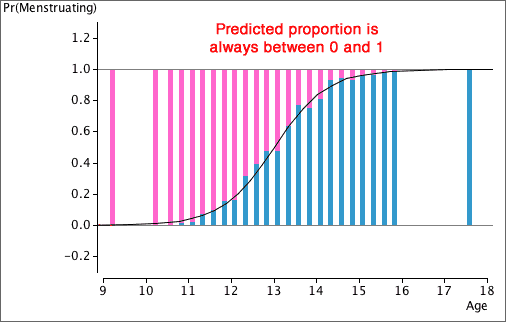 Pr(Menstruating)
Predicted proportion is
always between 0 and 1
1.2
1.0
0.8
0.6
0.4
0.2
0.0
-0.2
9 10 11 12 13 14 15 16 17 18
Age